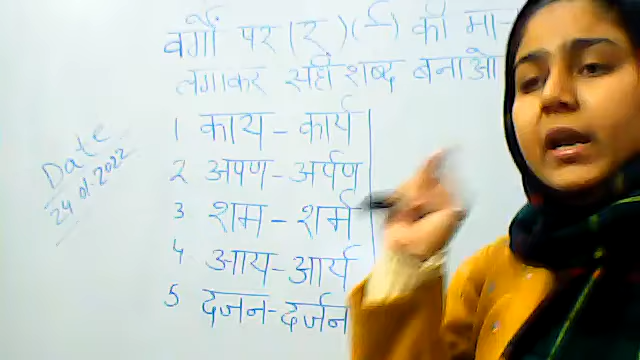 वर्गों पर (र्) (र्) की मा
लगाकर सही शब्द बनाओ
1 काय - कार्य
2 अपण - अर्पण
3 शम - शर्म
4 आय - आर्य
5 दजन - दर्जन
Date
24-01-2022